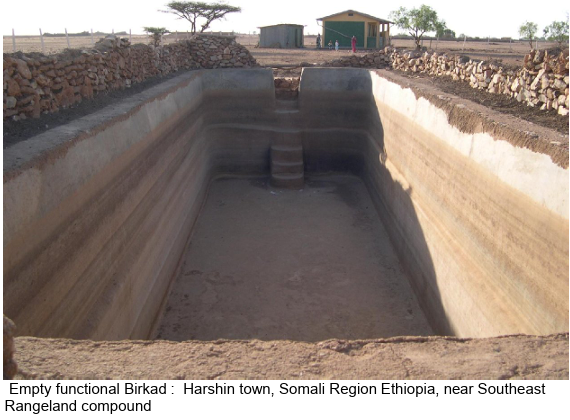 Empty functional Birkad :  Harshin town, Somali Region Ethiopia, near Southeast
Rangeland compound